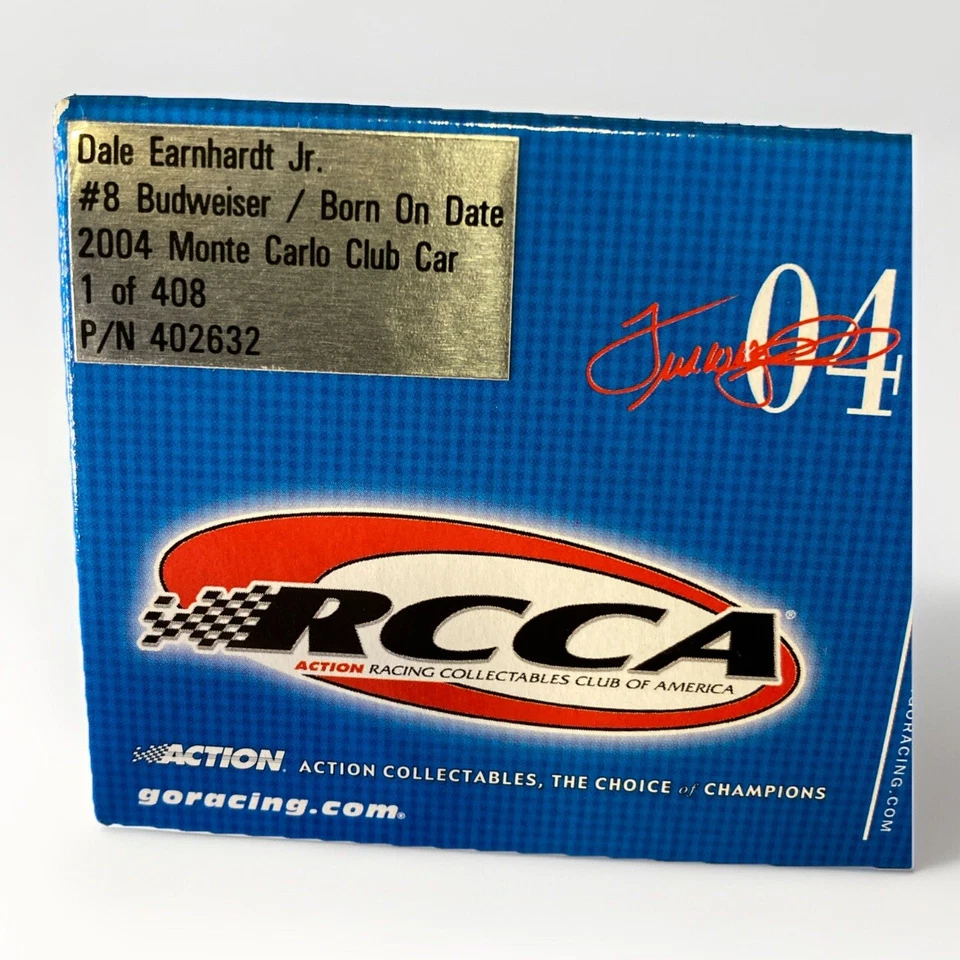 Dale Earnhardt Jr.
#8 Budweiser / Born On Date
2004 Monte Carlo Club Car
1 of 408
P/N 402632
04
RCCA®
ACTION RACING COLLECTABLES CLUB OF AMERICA
ACTION. ACTION COLLECTABLES, THE CHOICE of CHAMPIONS
goracing.com®
GORACING.COM